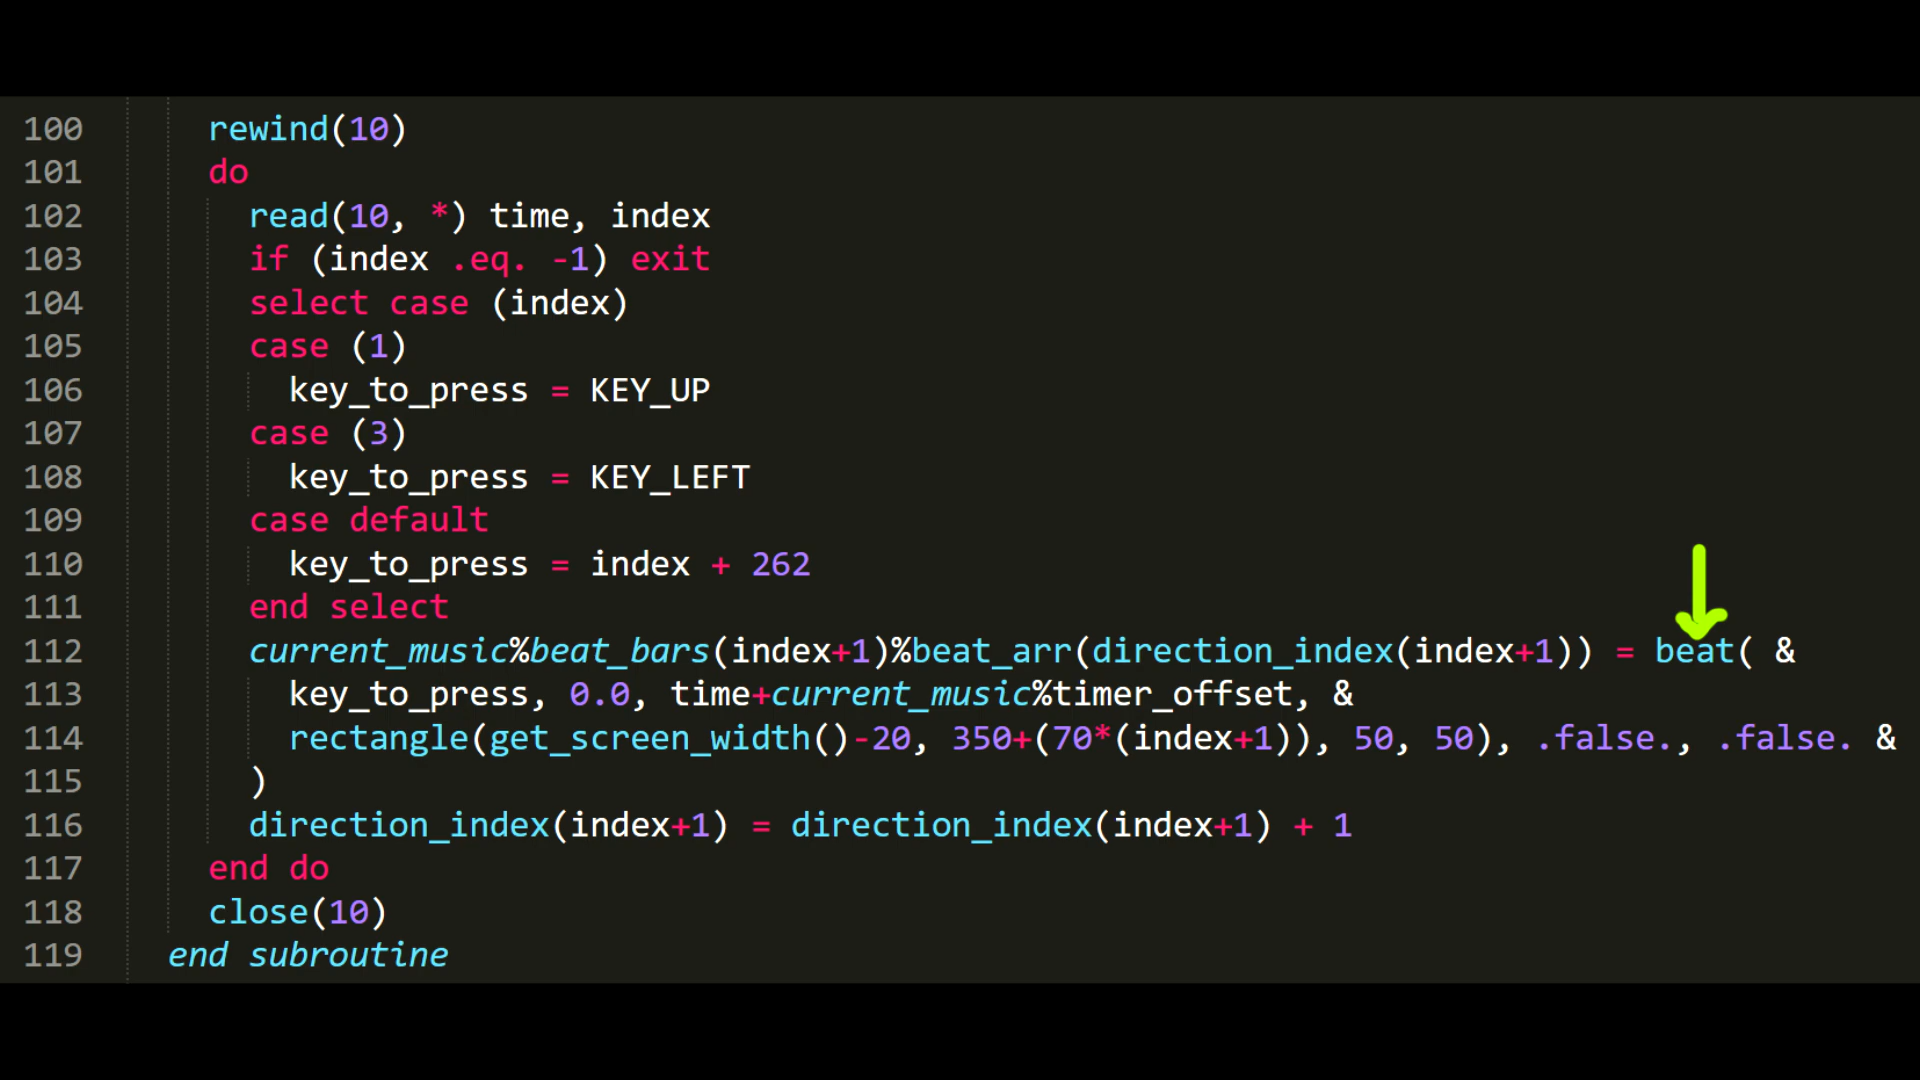 100 rewind(10)
101 do
102 read(10, *) time, index
103 if (index .eq. -1) exit
104 select case (index)
105 case (1)
106 key_to_press = KEY_UP
107 case (3)
108 key_to_press = KEY_LEFT
109 case default
110 key_to_press = index + 262
111 end select
112 current_music%beat_bars(index+1)%beat_arr(direction_index(index+1)) = beat( &
113 key_to_press, 0.0, time+current_music%timer_offset, &
114 rectangle(get_screen_width()-20, 350+(70*(index+1)), 50, 50), .false., .false. &
115 )
116 direction_index(index+1) = direction_index(index+1) + 1
117 end do
118 close(10)
119 end subroutine